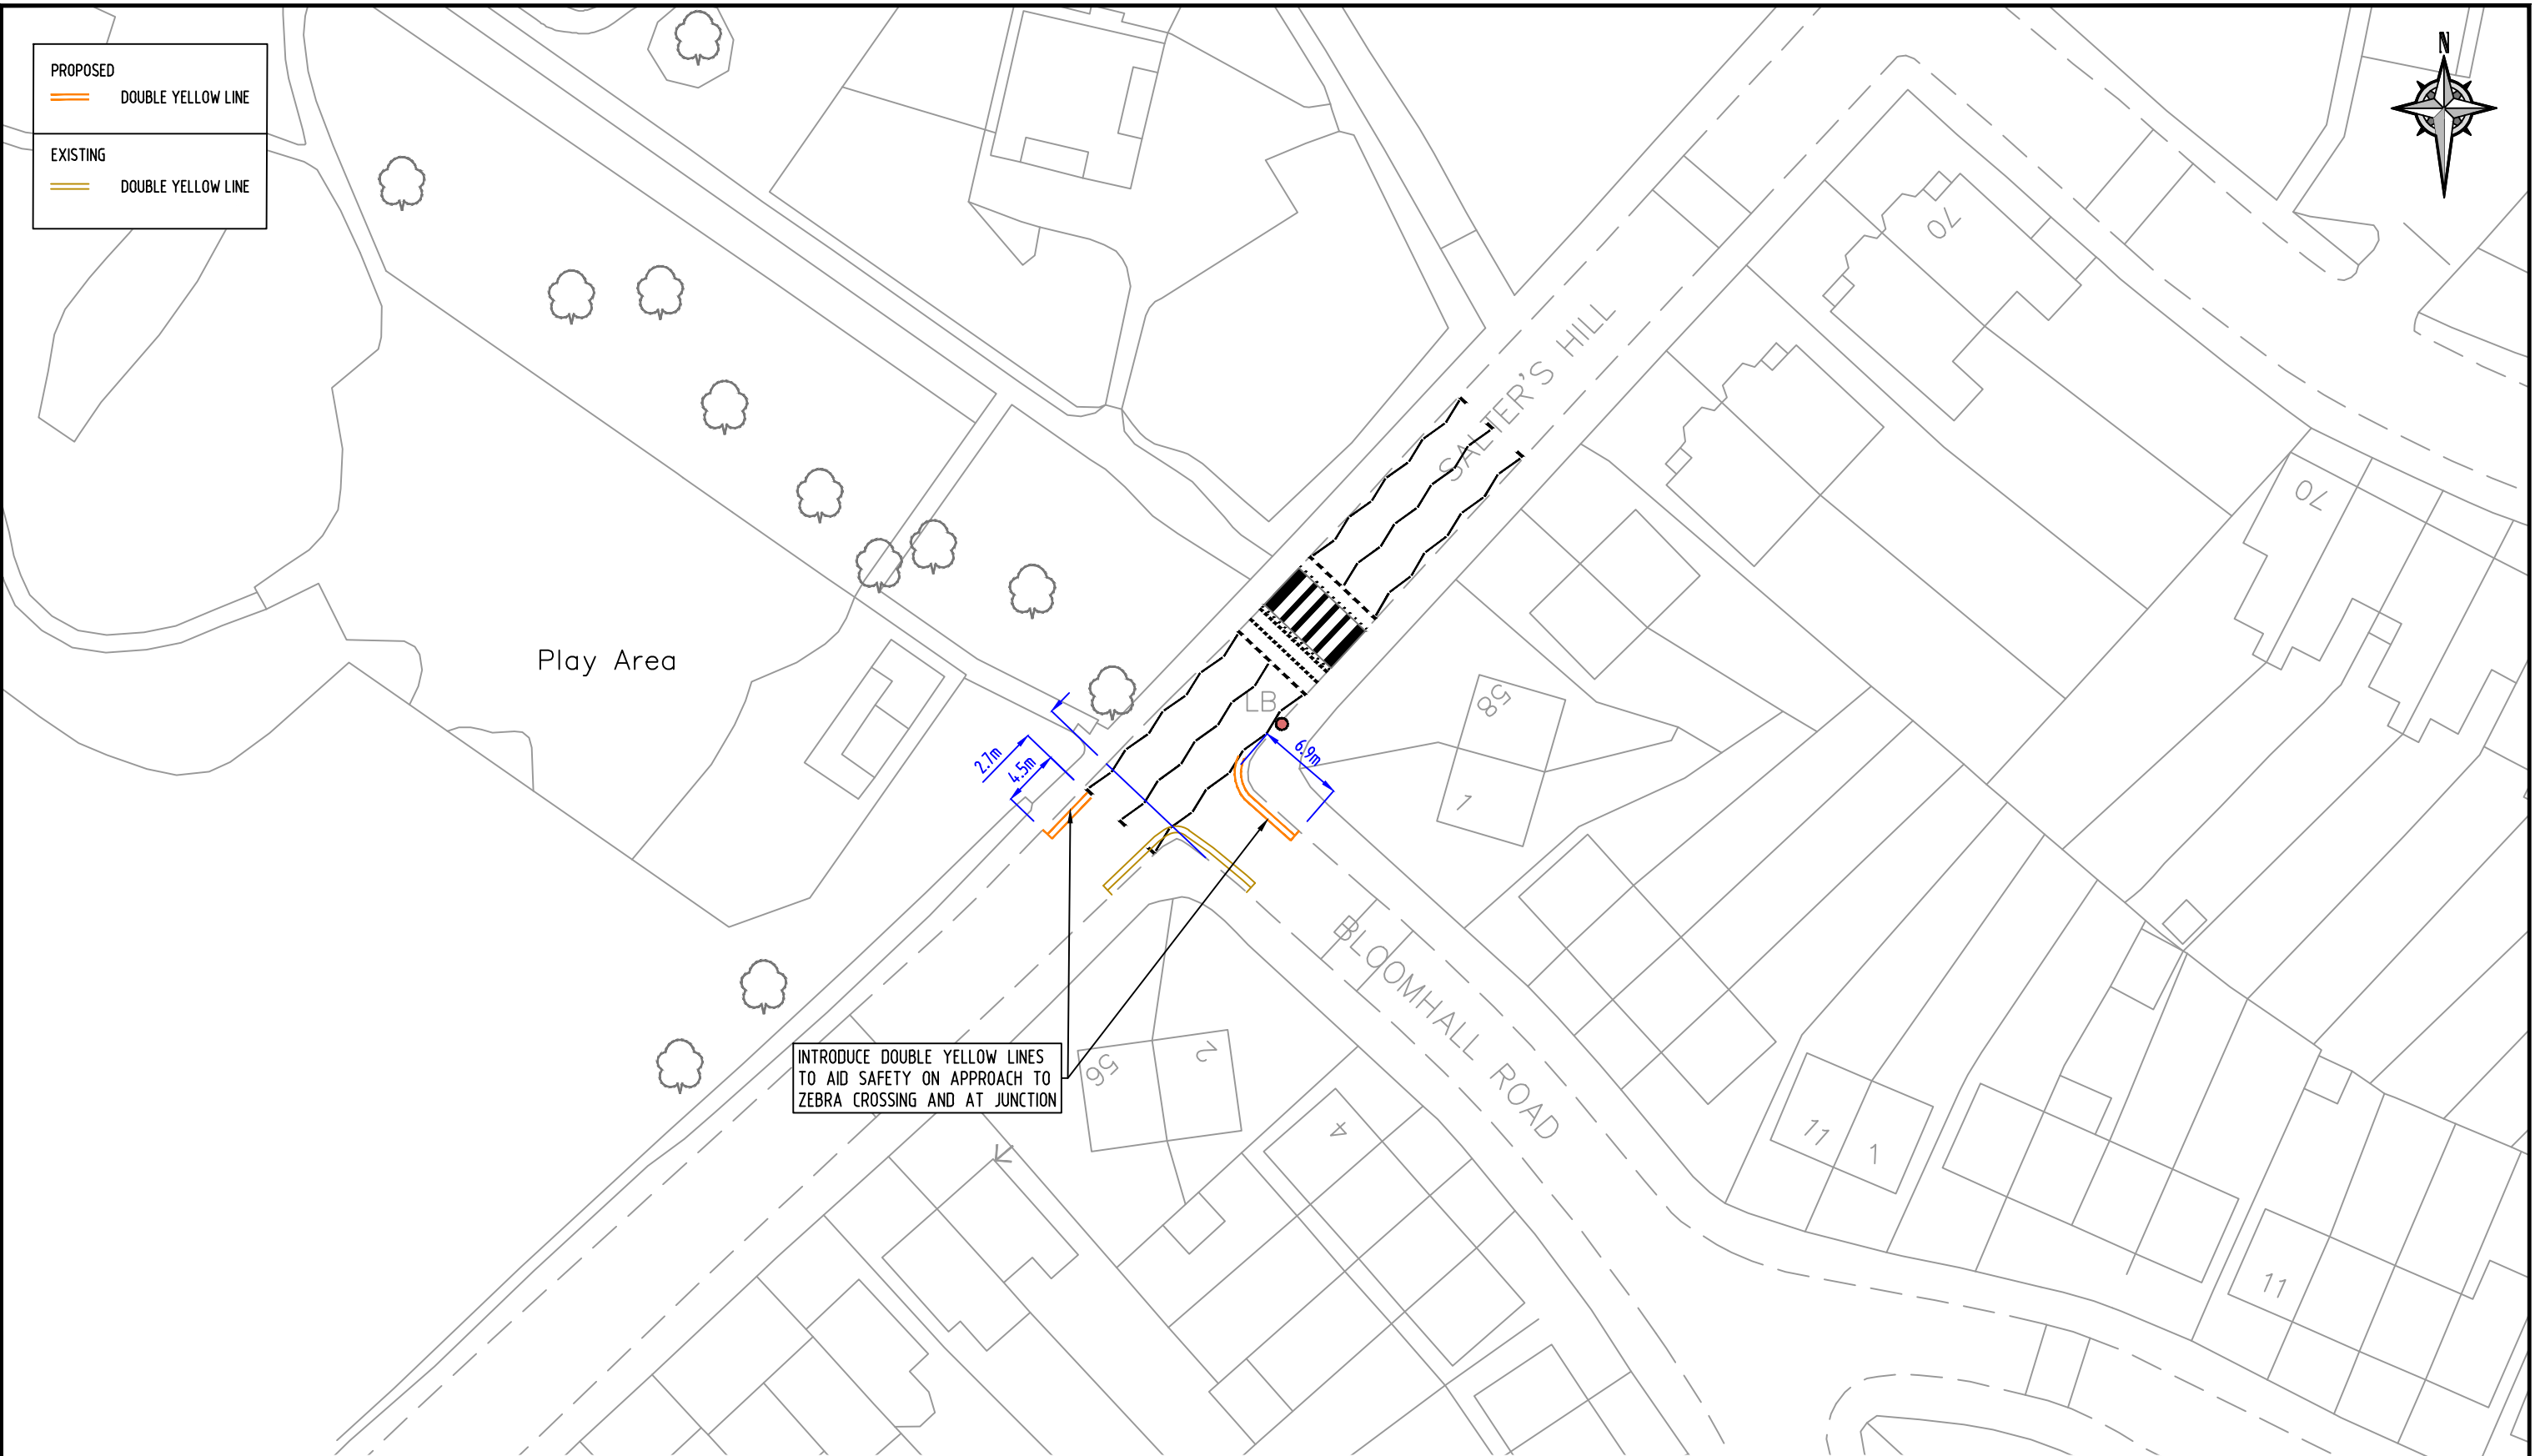 PROPOSED
DOUBLE YELLOW LINE
EXISTING
DOUBLE YELLOW LINE
N
70
SALTER'S HILL
70
Play Area
LB
58
1
2.7m
4.5m
6.9m
BLOOMHALL ROAD
INTRODUCE DOUBLE YELLOW LINES
TO AID SAFETY ON APPROACH TO
ZEBRA CROSSING AND AT JUNCTION
56
2
4
11
1
11